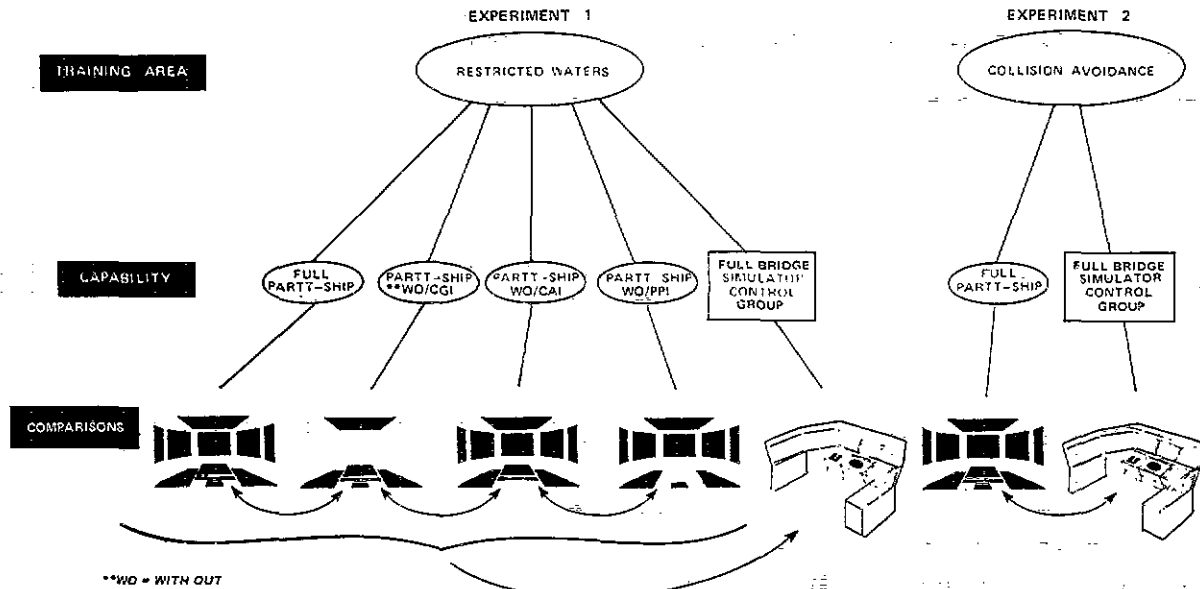 EXPERIMENT 1
EXPERIMENT 2
TRAINING AREA
RESTRICTED WATERS
COLLISION AVOIDANCE
CAPABILITY
FULL
PARTT-SHIP
PARTT-SHIP
**WO/CGI
PARTT-SHIP
WO/CAI
PARTT SHIP
WO/PPI
FULL BRIDGE
SIMULATOR
CONTROL
GROUP
FULL
PARTT-SHIP
FULL BRIDGE
SIMULATOR
CONTROL
GROUP
COMPARISONS
**WO = WITH OUT